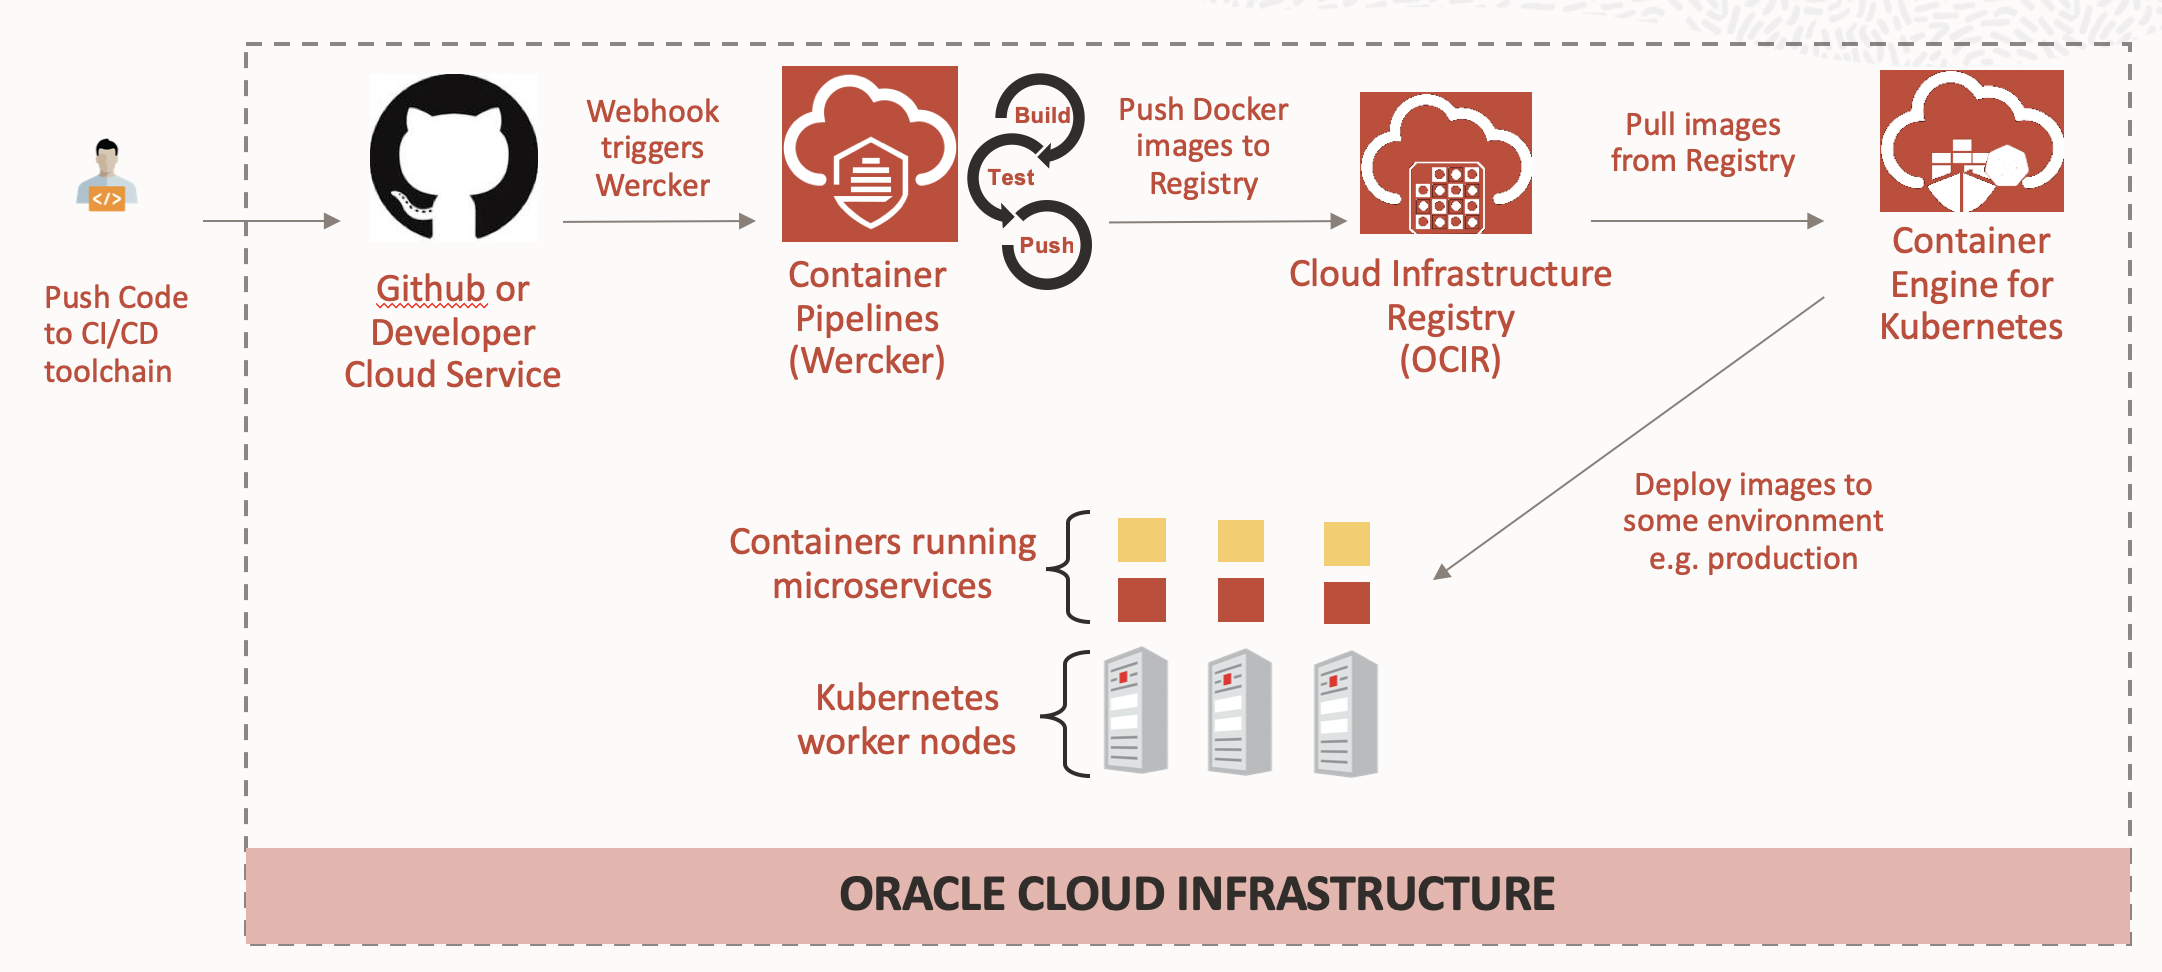 Push Code
to CI/CD
toolchain
</>
Github or
Developer
Cloud Service
Webhook
triggers
Wercker
Container
Pipelines
(Wercker)
Build
Test
Push
Push Docker
images to
Registry
Cloud Infrastructure
Registry
(OCIR)
Pull images
from Registry
Container
Engine for
Kubernetes
Deploy images to
some environment
e.g. production
Containers running
microservices
Kubernetes
worker nodes
ORACLE CLOUD INFRASTRUCTURE